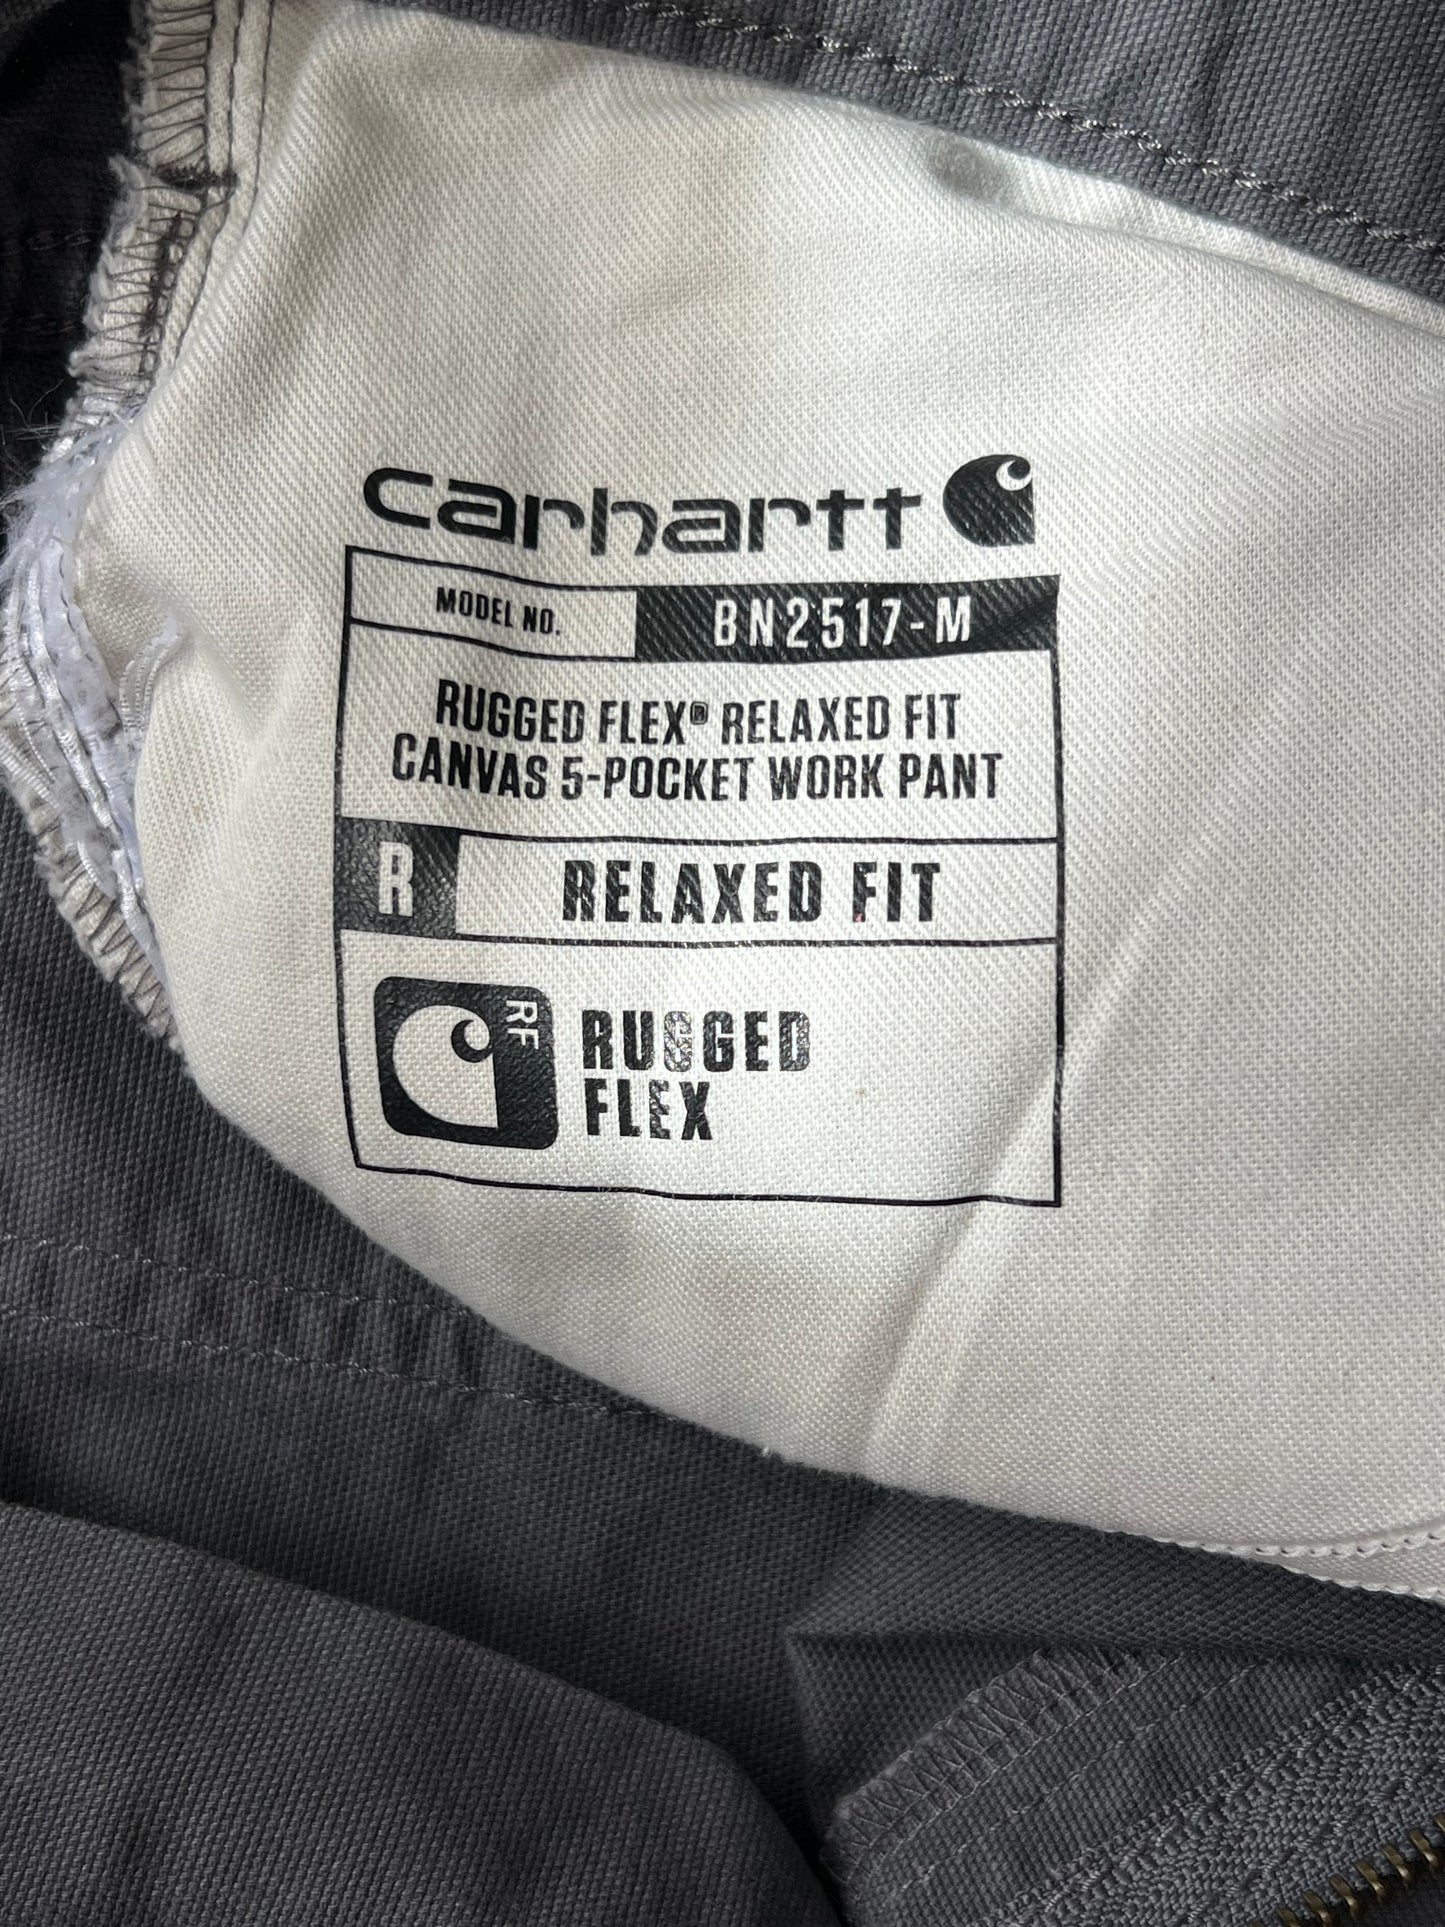 carhartt
MODEL NO. BN2517-M
RUGGED FLEX® RELAXED FIT
CANVAS 5-POCKET WORK PANT
R RELAXED FIT
RF
RUGGED
FLEX